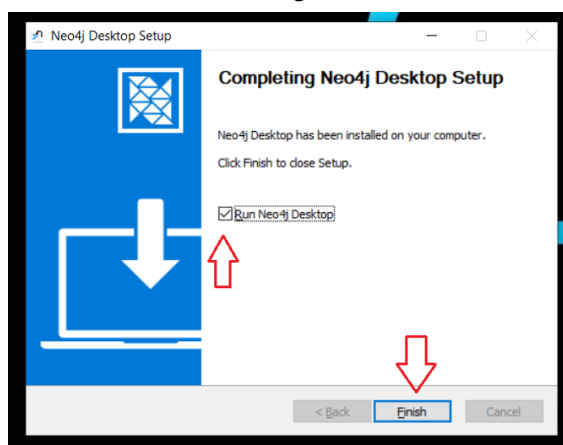 Neo4j Desktop Setup
Completing Neo4j Desktop Setup
Neo4j Desktop has been installed on your computer.
Click Finish to close Setup.
Run Neo4j Desktop
< Back
Finish
Cancel